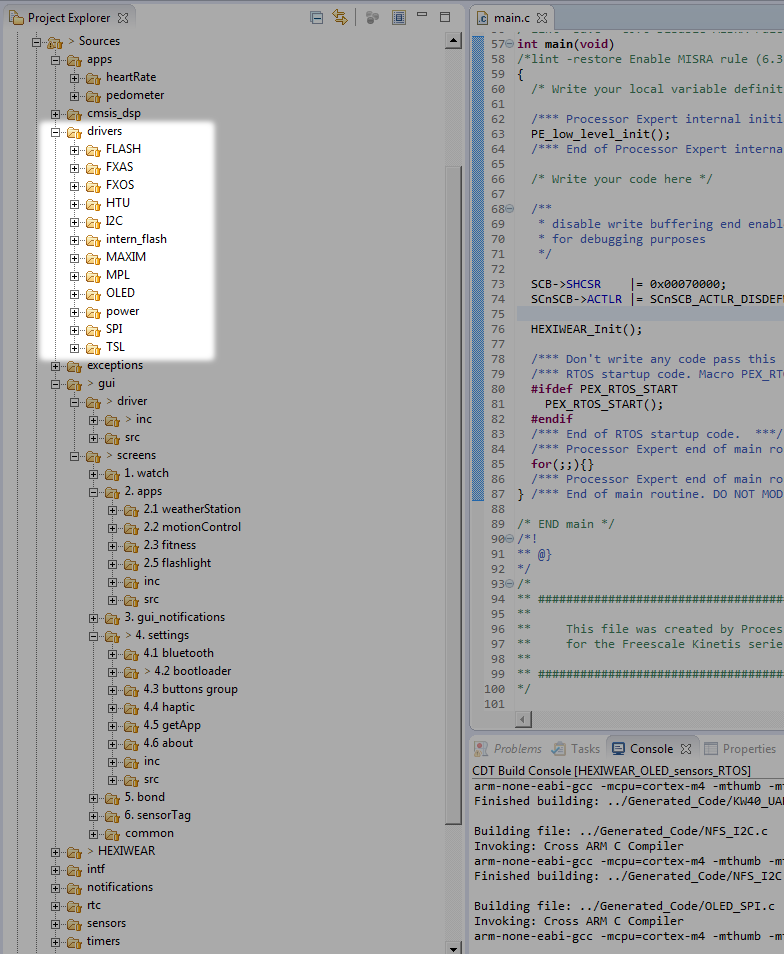 Project Explorer
Sources
apps
heartRate
pedometer
cmsis_dsp
drivers
FLASH
FXAS
FXOS
HTU
I2C
intern_flash
MAXIM
MPL
OLED
power
SPI
TSL
exceptions
> gui
> driver
> inc
src
> screens
1. watch
2. apps
2.1 weatherStation
2.2 motionControl
2.3 fitness
2.5 flashlight
inc
src
3. gui_notifications
> 4. settings
4.1 bluetooth
> 4.2 bootloader
4.3 buttons group
4.4 haptic
4.5 getApp
4.6 about
inc
src
5. bond
6. sensorTag
common
> HEXIWEAR
intf
notifications
rtc
sensors
timers
main.c
57 int main(void)
58 /*lint -restore Enable MISRA rule (6.3
59 {
60 /* Write your local variable definit
61
62 /*** Processor Expert internal initi
63 PE_low_level_init();
64 /*** End of Processor Expert interna
65
66 /* Write your code here */
67
68 /**
69 * disable write buffering end enable
70 * for debugging purposes
71 */
72
73 SCB->SHCSR |= 0x00070000;
74 SCnSCB->ACTLR |= SCnSCB_ACTLR_DISDEF
75
76 HEXIWEAR_Init();
77
78 /*** Don't write any code pass this
79 /*** RTOS startup code. Macro PEX_RTO
80 #ifdef PEX_RTOS_START
81 PEX_RTOS_START();
82 #endif
83 /*** End of RTOS startup code. ***/
84 /*** Processor Expert end of main ro
85 for(;;){}
86 /*** Processor Expert end of main ro
87 } /*** End of main routine. DO NOT MOD
88
89 /* END main */
90 /*!
91 ** @}
92 */
93 /*
94 ** ####################################
95 **
96 ** This file was created by Proces
97 ** for the Freescale Kinetis serie
98 **
99 ** ####################################
100 */
101
Problems Tasks Console Properties
CDT Build Console [HEXIWEAR_OLED_sensors_RTOS]
arm-none-eabi-gcc -mcpu=cortex-m4 -mthumb -m
Finished building: ../Generated_Code/KW40_UA
Building file: ../Generated_Code/NFS_I2C.c
Invoking: Cross ARM C Compiler
arm-none-eabi-gcc -mcpu=cortex-m4 -mthumb -m
Finished building: ../Generated_Code/NFS_I2C
Building file: ../Generated_Code/OLED_SPI.c
Invoking: Cross ARM C Compiler
arm-none-eabi-gcc -mcpu=cortex-m4 -mthumb -m